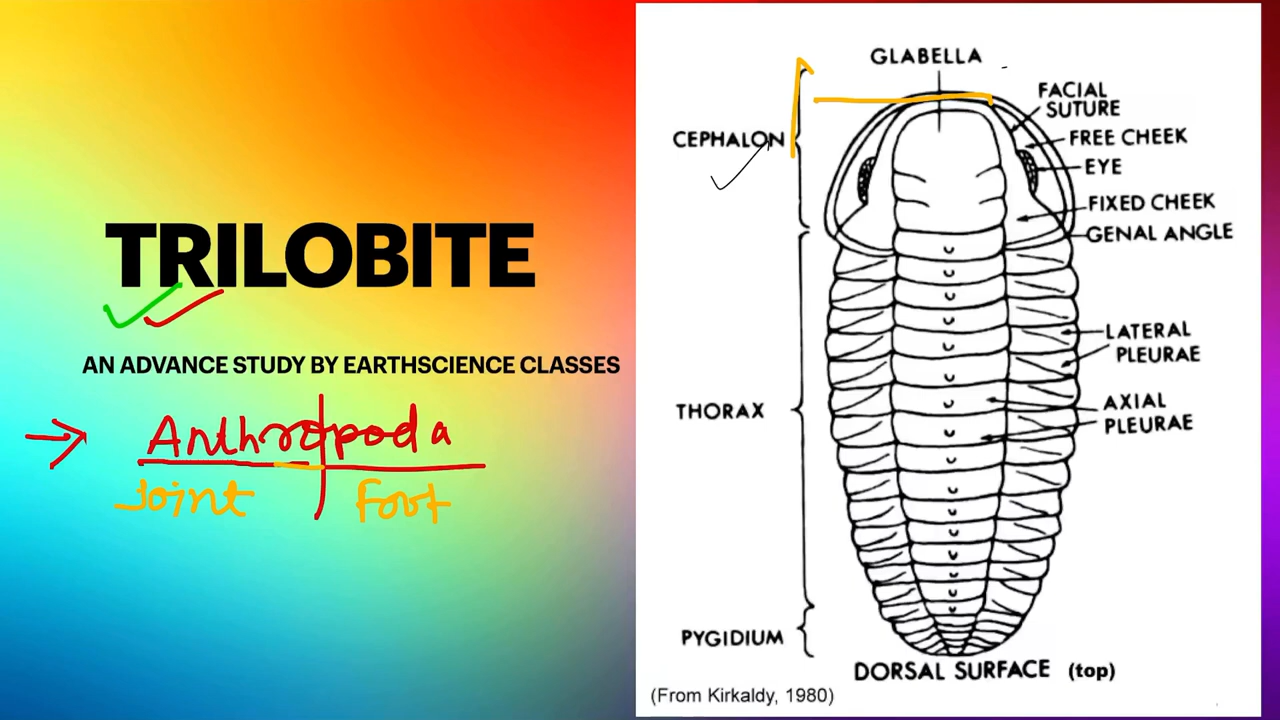 TRILOBITE
AN ADVANCE STUDY BY EARTHSCIENCE CLASSES
Anthropoda
Joint Foot
GLABELLA
FACIAL
SUTURE
CEPHALON
FREE CHEEK
EYE
FIXED CHEEK
GENAL ANGLE
LATERAL
PLEURAE
THORAX
AXIAL
PLEURAE
PYGIDIUM
DORSAL SURFACE (top)
(From Kirkaldy, 1980)